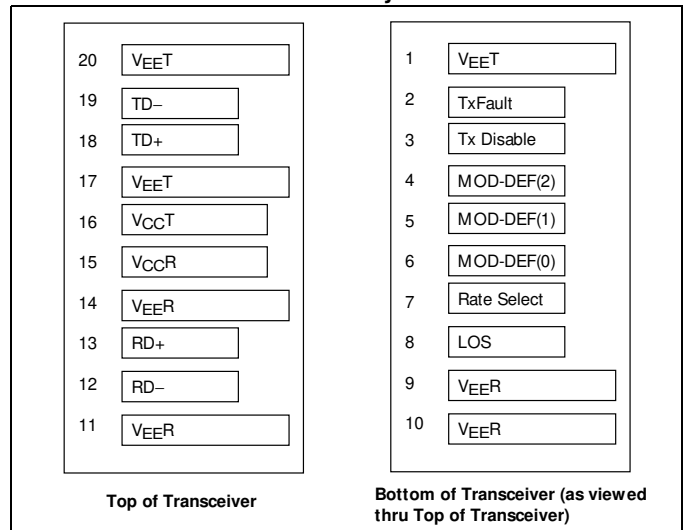 20 VEET
19 TD–
18 TD+
17 VEET
16 VCCT
15 VCCR
14 VEER
13 RD+
12 RD–
11 VEER
Top of Transceiver
1 VEET
2 TxFault
3 Tx Disable
4 MOD-DEF(2)
5 MOD-DEF(1)
6 MOD-DEF(0)
7 Rate Select
8 LOS
9 VEER
10 VEER
Bottom of Transceiver (as viewed
thru Top of Transceiver)